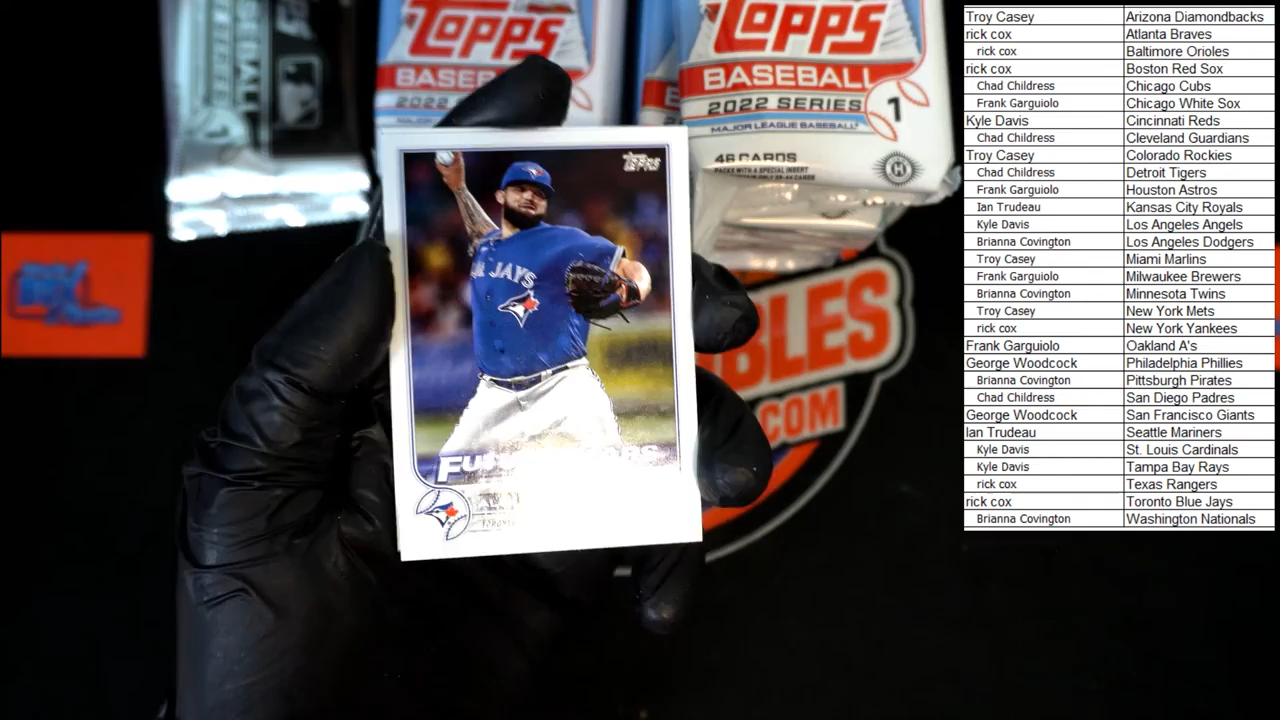 TOPPS
BASEBALL
2022 SERIES
TOPPS
BASEBALL
2022 SERIES 1
MAJOR LEAGUE BASEBALL
46 CARDS
H
TOPPS
JAYS
TORONTO
BLES
.COM
Troy Casey Arizona Diamondbacks
rick cox Atlanta Braves
rick cox Baltimore Orioles
rick cox Boston Red Sox
Chad Childress Chicago Cubs
Frank Garguiolo Chicago White Sox
Kyle Davis Cincinnati Reds
Chad Childress Cleveland Guardians
Troy Casey Colorado Rockies
Chad Childress Detroit Tigers
Frank Garguiolo Houston Astros
Ian Trudeau Kansas City Royals
Kyle Davis Los Angeles Angels
Brianna Covington Los Angeles Dodgers
Troy Casey Miami Marlins
Frank Garguiolo Milwaukee Brewers
Brianna Covington Minnesota Twins
Troy Casey New York Mets
rick cox New York Yankees
Frank Garguiolo Oakland A's
George Woodcock Philadelphia Phillies
Brianna Covington Pittsburgh Pirates
Chad Childress San Diego Padres
George Woodcock San Francisco Giants
Ian Trudeau Seattle Mariners
Kyle Davis St. Louis Cardinals
Kyle Davis Tampa Bay Rays
rick cox Texas Rangers
rick cox Toronto Blue Jays
Brianna Covington Washington Nationals